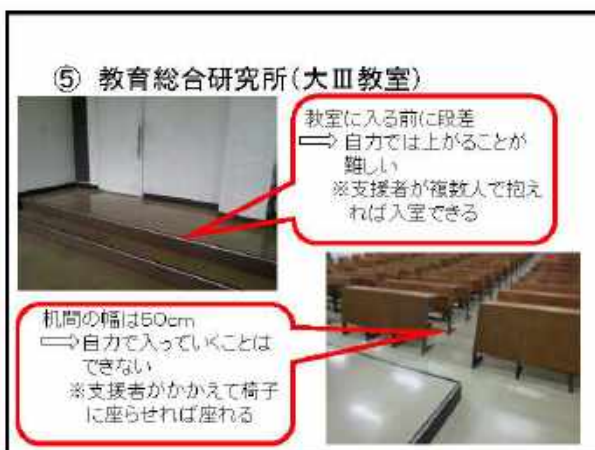 ⑤ 教育総合研究所(大Ⅲ教室)
教室に入る前に段差
⇨ 自力では上がることが
難しい
※支援者が複数人で抱え
れば入室できる
机間の幅は50cm
⇨自力で入っていくことは
できない
※支援者がかかえて椅子
に座らせれば座れる